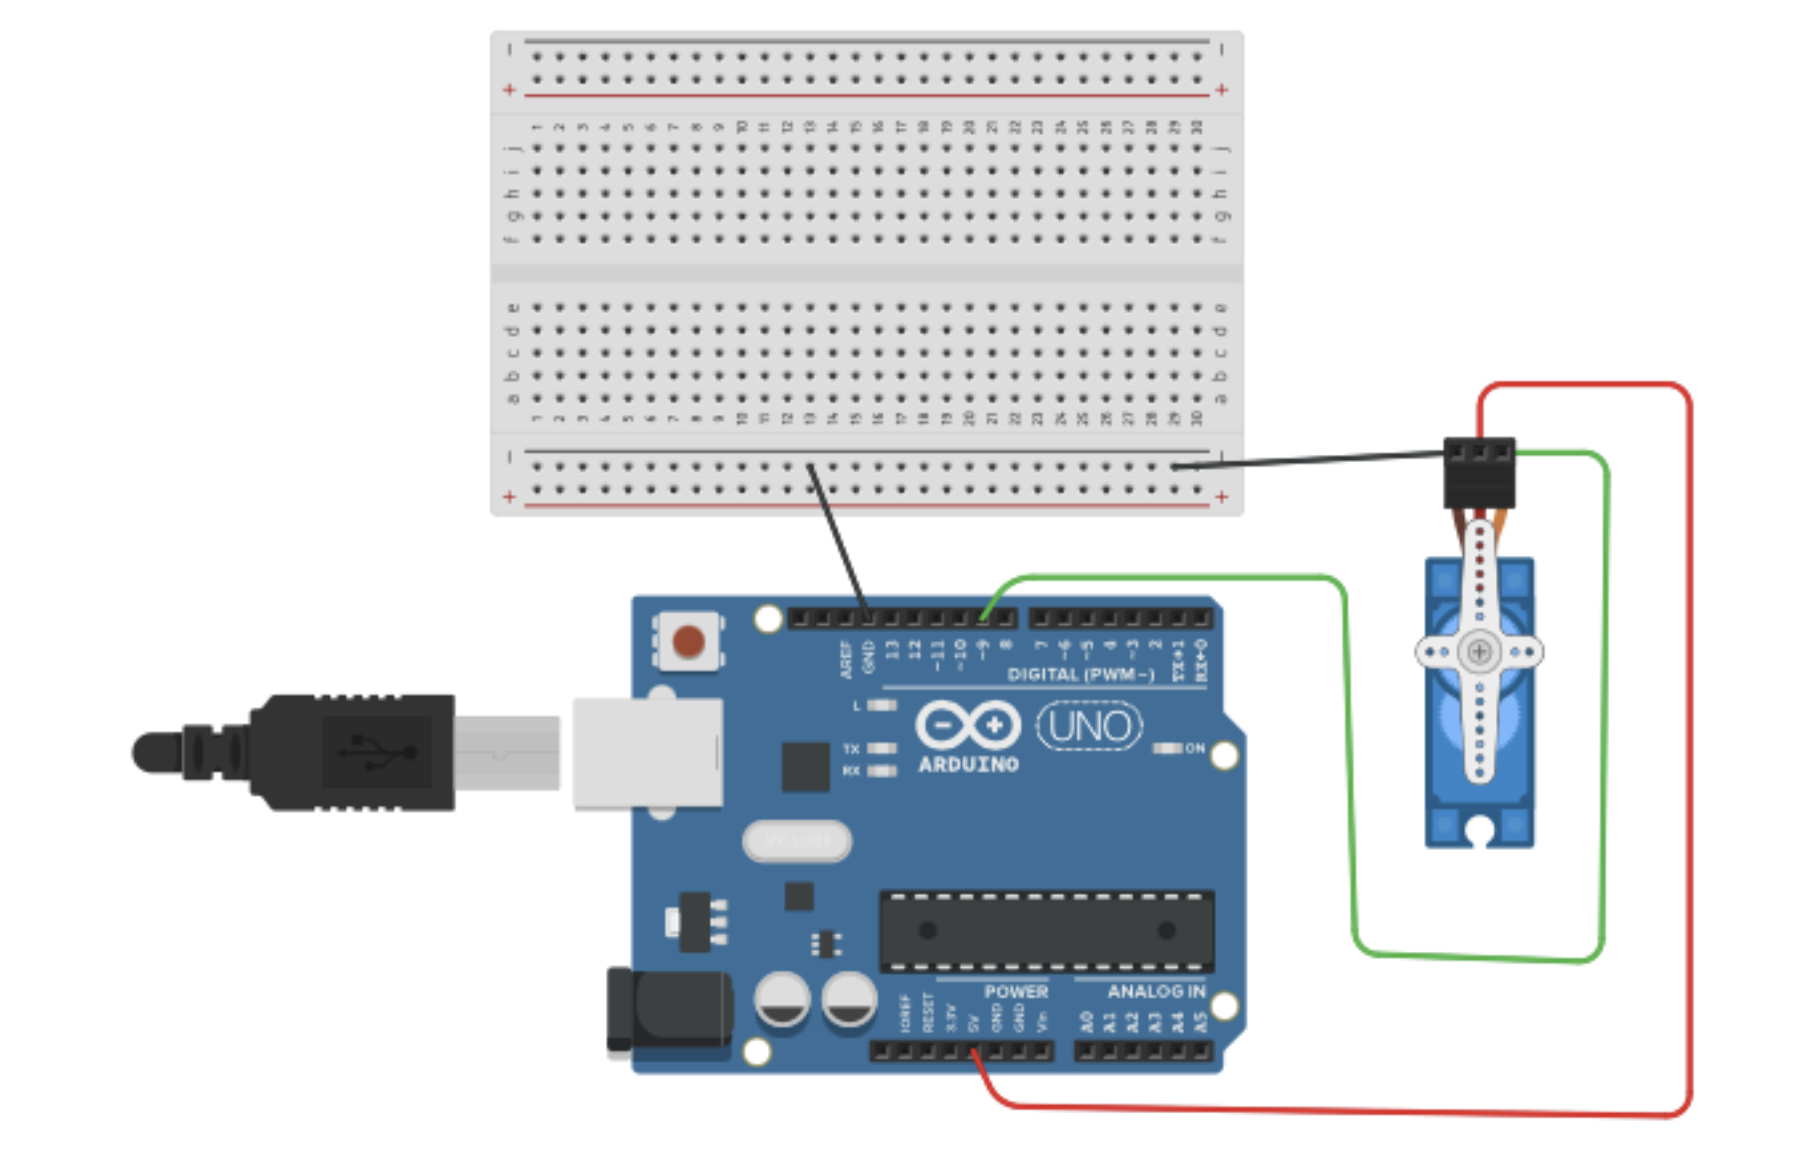 − −
+ +
1 2 3 4 5 6 7 8 9 10 11 12 13 14 15 16 17 18 19 20 21 22 23 24 25 26 27 28 29 30
j j
i i
h h
g g
f f
e e
d d
c c
b b
a a
1 2 3 4 5 6 7 8 9 10 11 12 13 14 15 16 17 18 19 20 21 22 23 24 25 26 27 28 29 30
− −
+ +
AREF GND 13 12 ~11 ~10 ~9 8 7 ~6 ~5 4 ~3 2 TX→1 RX←0
DIGITAL (PWM~)
L
UNO
TX
RX
ON
ARDUINO
POWER ANALOG IN
IOREF RESET 3.3V 5V GND GND Vin A0 A1 A2 A3 A4 A5